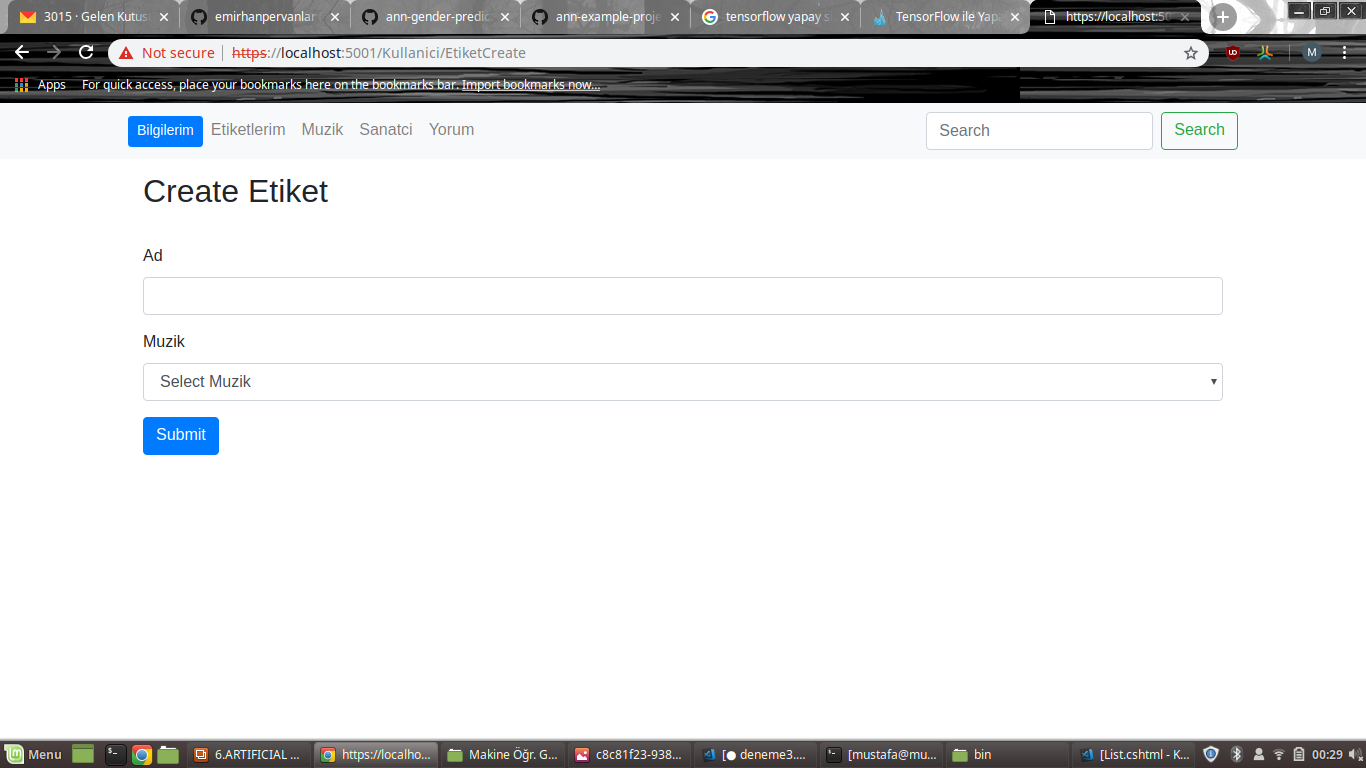 3015 · Gelen Kutus
emirhanpervanlar
ann-gender-predic
ann-example-proje
tensorflow yapay s
TensorFlow ile Yap
https://localhost:50
Not secure https://localhost:5001/Kullanici/EtiketCreate
M
Apps For quick access, place your bookmarks here on the bookmarks bar. Import bookmarks now...
Bilgilerim Etiketlerim Muzik Sanatci Yorum Search Search
Create Etiket
Ad
Muzik
Select Muzik
Submit
Menu 6.ARTIFICIAL ... https://localho... Makine Öğr. G... c8c81f23-938... [● deneme3.... [mustafa@mu... bin [List.cshtml - K... 00:29